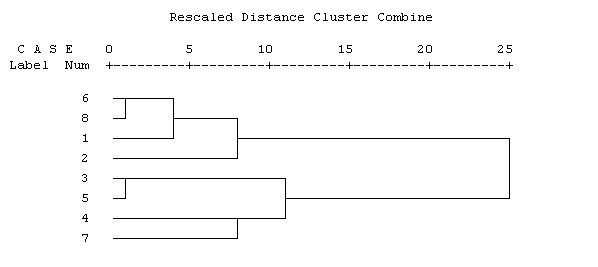 Rescaled Distance Cluster Combine
C A S E 0 5 10 15 20 25
Label Num +---------+---------+---------+---------+---------+
6
8
1
2
3
5
4
7